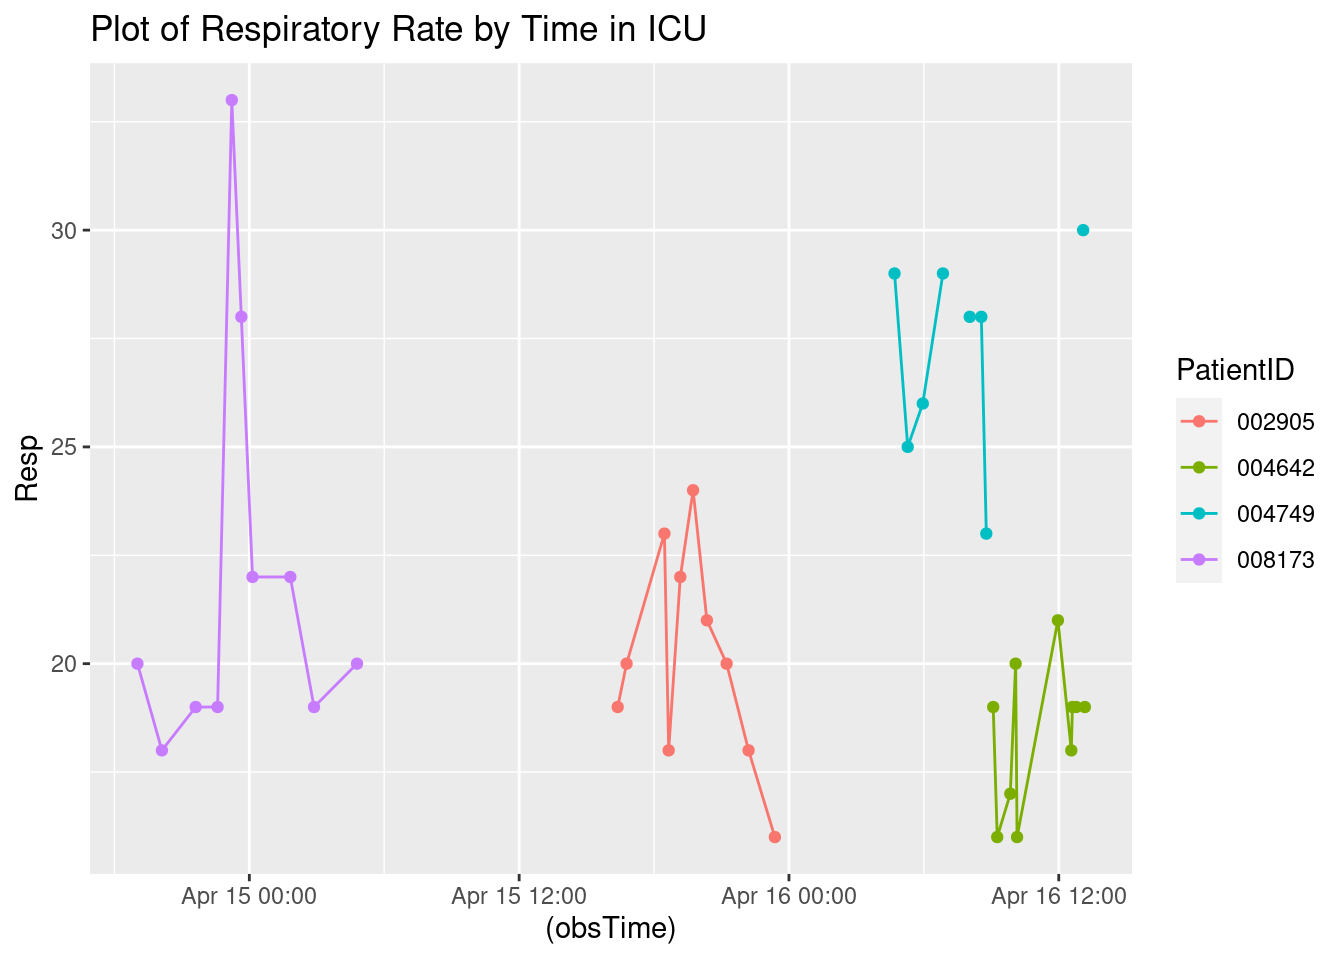 Plot of Respiratory Rate by Time in ICU
30
25
20
Resp
Apr 15 00:00
Apr 15 12:00
Apr 16 00:00
Apr 16 12:00
(obsTime)
PatientID
002905
004642
004749
008173